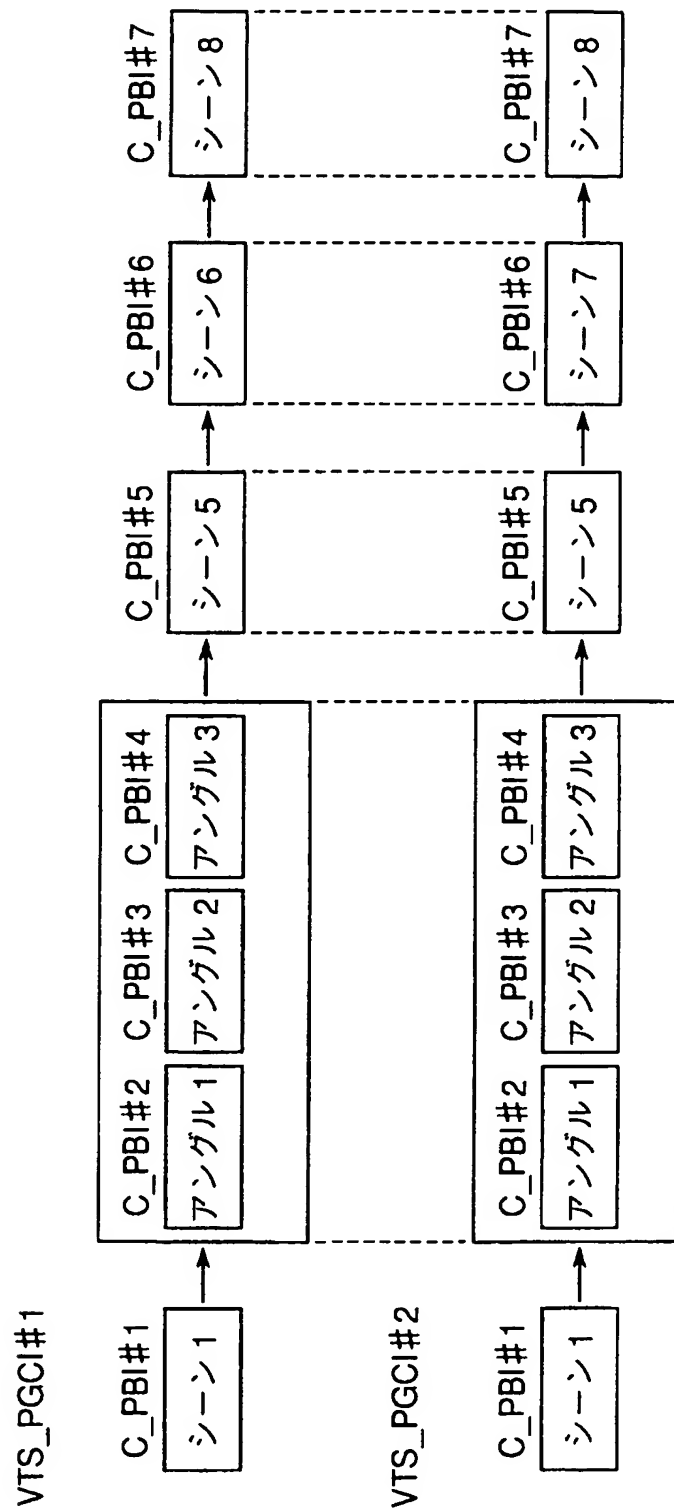 VTS_PGCI#1
C_PBI#1
シーン1
C_PBI#2
アングル1
C_PBI#3
アングル2
C_PBI#4
アングル3
C_PBI#5
シーン5
C_PBI#6
シーン6
C_PBI#7
シーン8
VTS_PGCI#2
C_PBI#1
シーン1
C_PBI#2
アングル1
C_PBI#3
アングル2
C_PBI#4
アングル3
C_PBI#5
シーン5
C_PBI#6
シーン7
C_PBI#7
シーン8